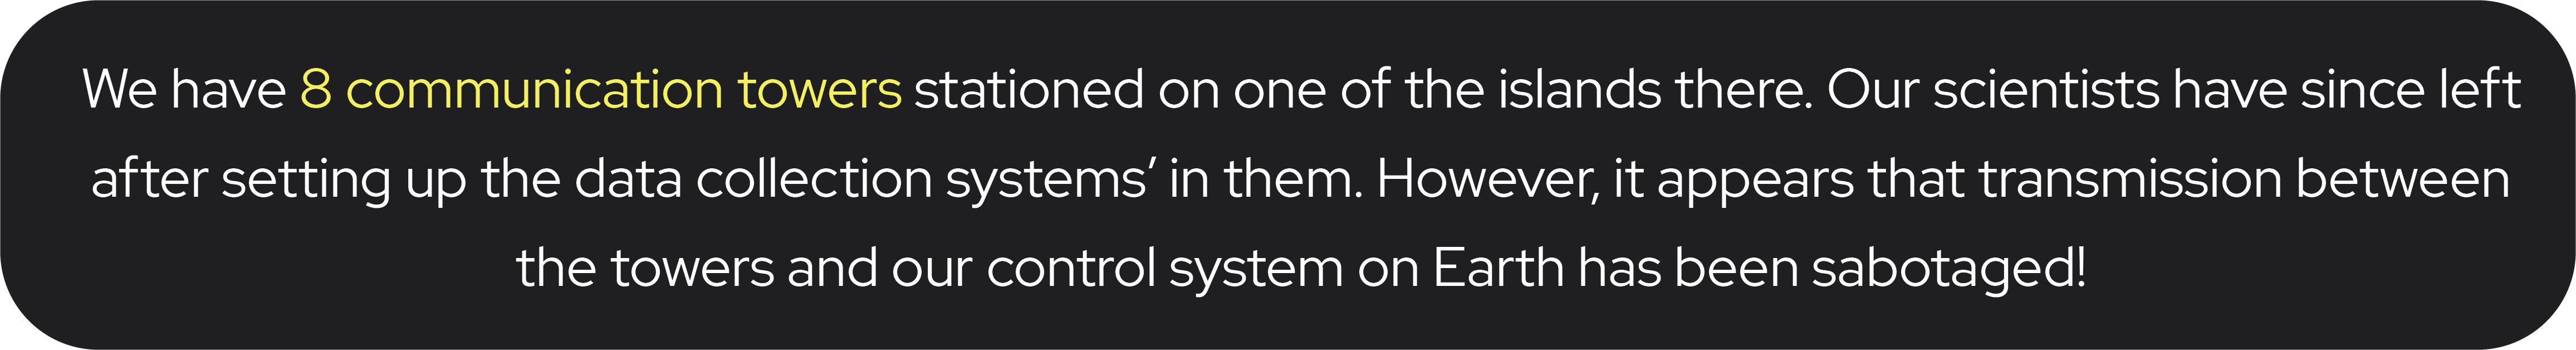 We have 8 communication towers stationed on one of the islands there. Our scientists have since left
after setting up the data collection systems’ in them. However, it appears that transmission between
the towers and our control system on Earth has been sabotaged!